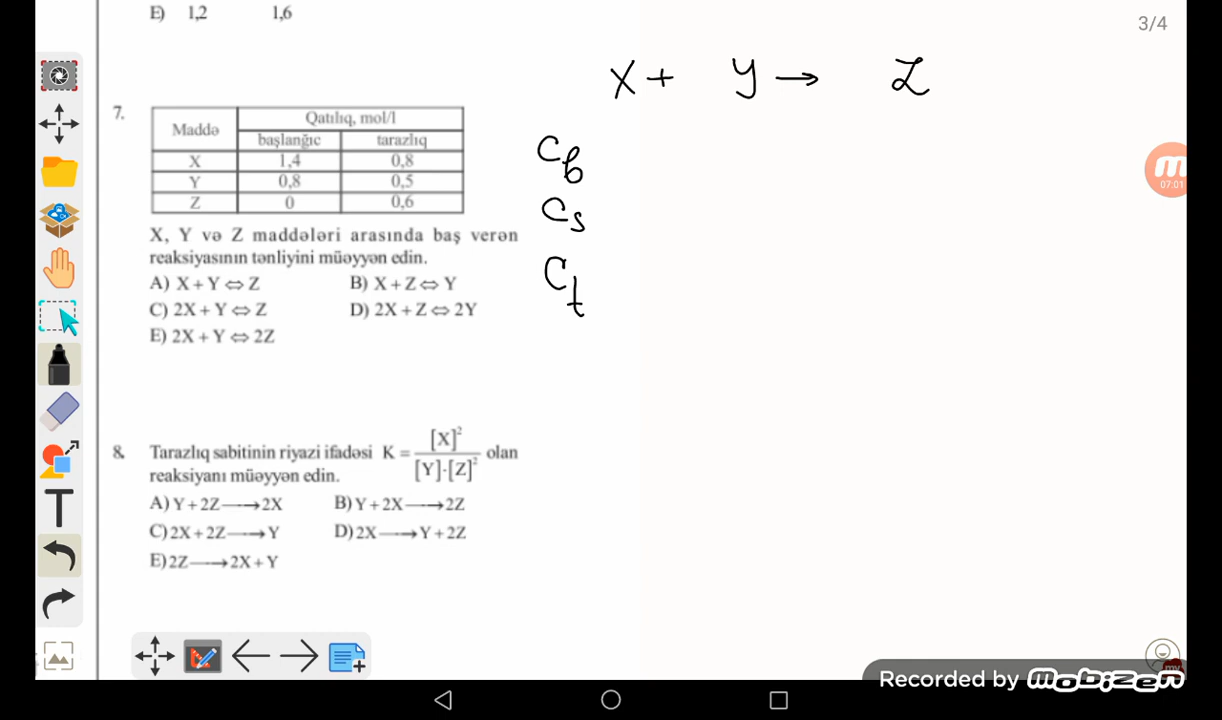 E) 1,2 1,6
3/4
X + Y → Z
7.
Maddə Qatılıq, mol/l
başlanğıc tarazlıq
X 1,4 0,8
Y 0,8 0,5
Z 0 0,6
C_b
C_s
C_t
X, Y və Z maddələri arasında baş verən
reaksiyasının tənliyini müəyyən edin.
A) X + Y ⇔ Z B) X + Z ⇔ Y
C) 2X + Y ⇔ Z D) 2X + Z ⇔ 2Y
E) 2X + Y ⇔ 2Z
8. Tarazlıq sabitinin riyazi ifadəsi K = [X]² / [Y]·[Z]² olan
reaksiyanı müəyyən edin.
A) Y + 2Z ⟶ 2X B) Y + 2X ⟶ 2Z
C) 2X + 2Z ⟶ Y D) 2X ⟶ Y + 2Z
E) 2Z ⟶ 2X + Y
T
m
07:01
Recorded by mobizen